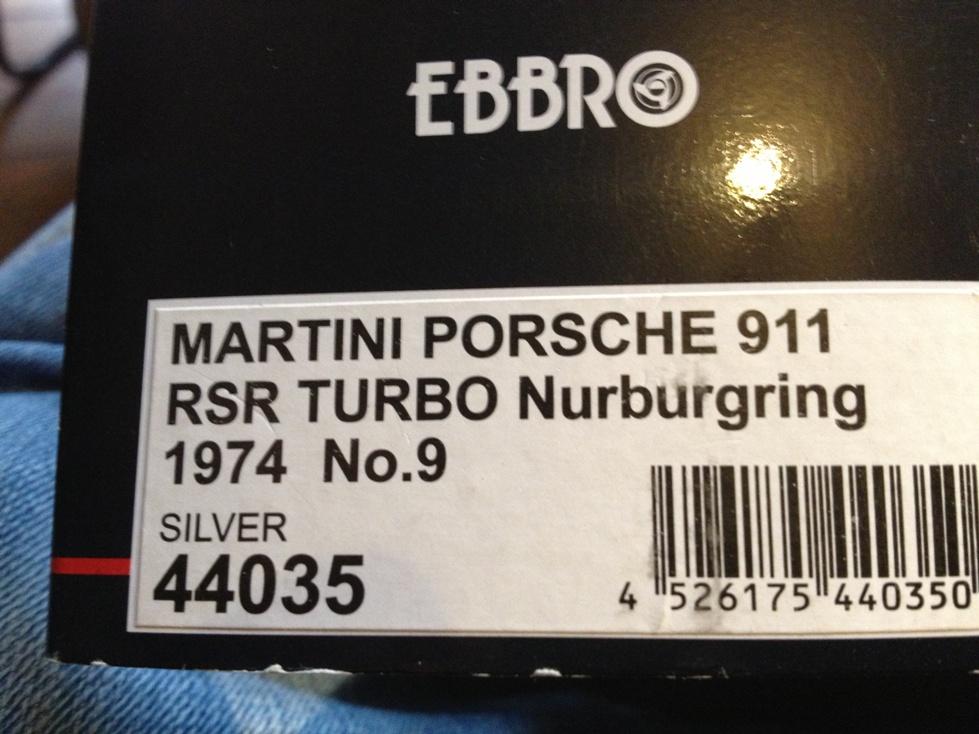 EBBRO
MARTINI PORSCHE 911
RSR TURBO Nurburgring
1974 No.9
SILVER
44035
4 526175 440350